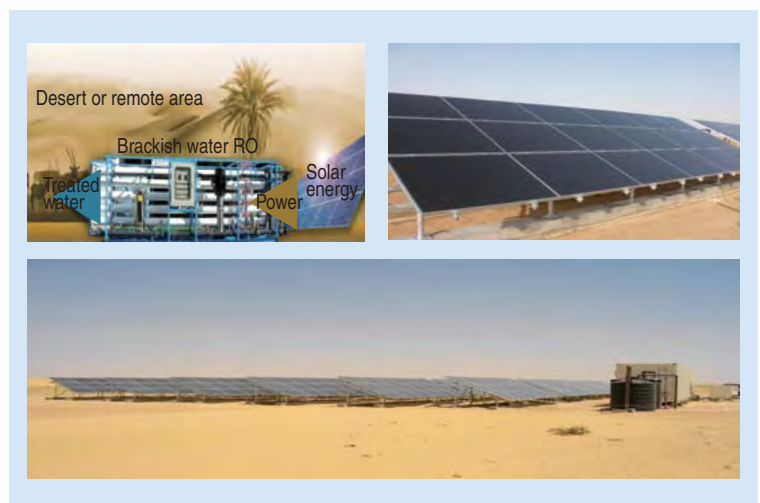 Desert or remote area
Brackish water RO
Solar
energy
Treated
water
Power